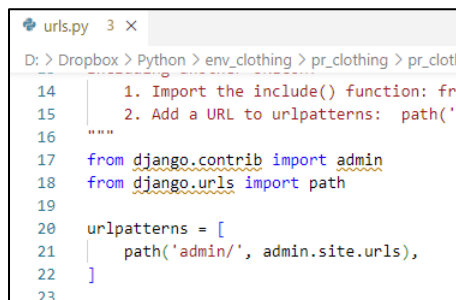 urls.py 3 ×
D: > Dropbox > Python > env_clothing > pr_clothing > pr_clot
14 1. Import the include() function: fr
15 2. Add a URL to urlpatterns: path('
16 """
17 from django.contrib import admin
18 from django.urls import path
19
20 urlpatterns = [
21 path('admin/', admin.site.urls),
22 ]
23